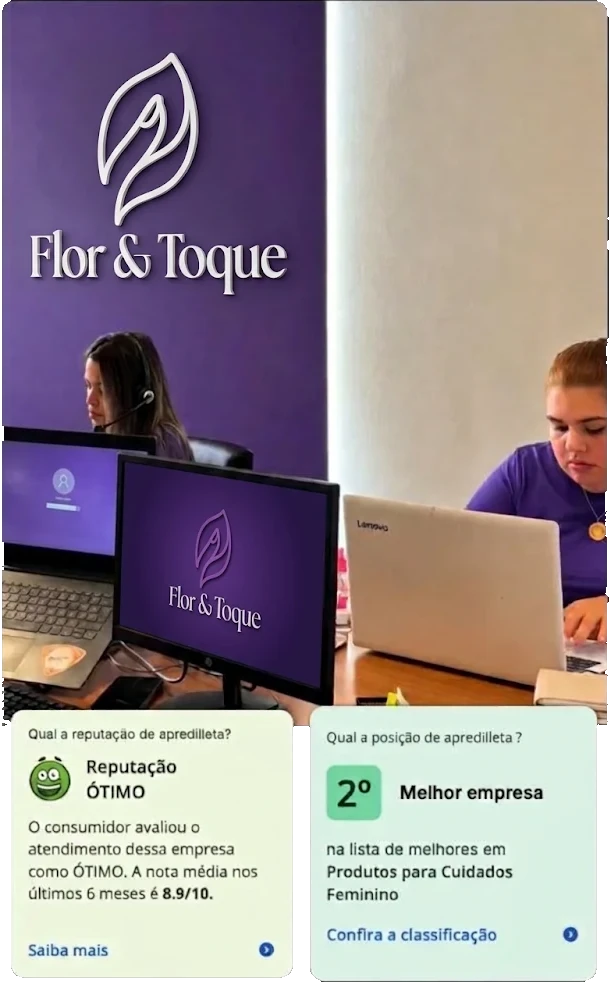 Flor & Toque
Lenovo
Flor & Toque
Qual a reputação de apredilleta?
Reputação
ÓTIMO
O consumidor avaliou o
atendimento dessa empresa
como ÓTIMO. A nota média nos
últimos 6 meses é 8.9/10.
Saiba mais
Qual a posição de apredilleta ?
2º
Melhor empresa
na lista de melhores em
Produtos para Cuidados
Feminino
Confira a classificação